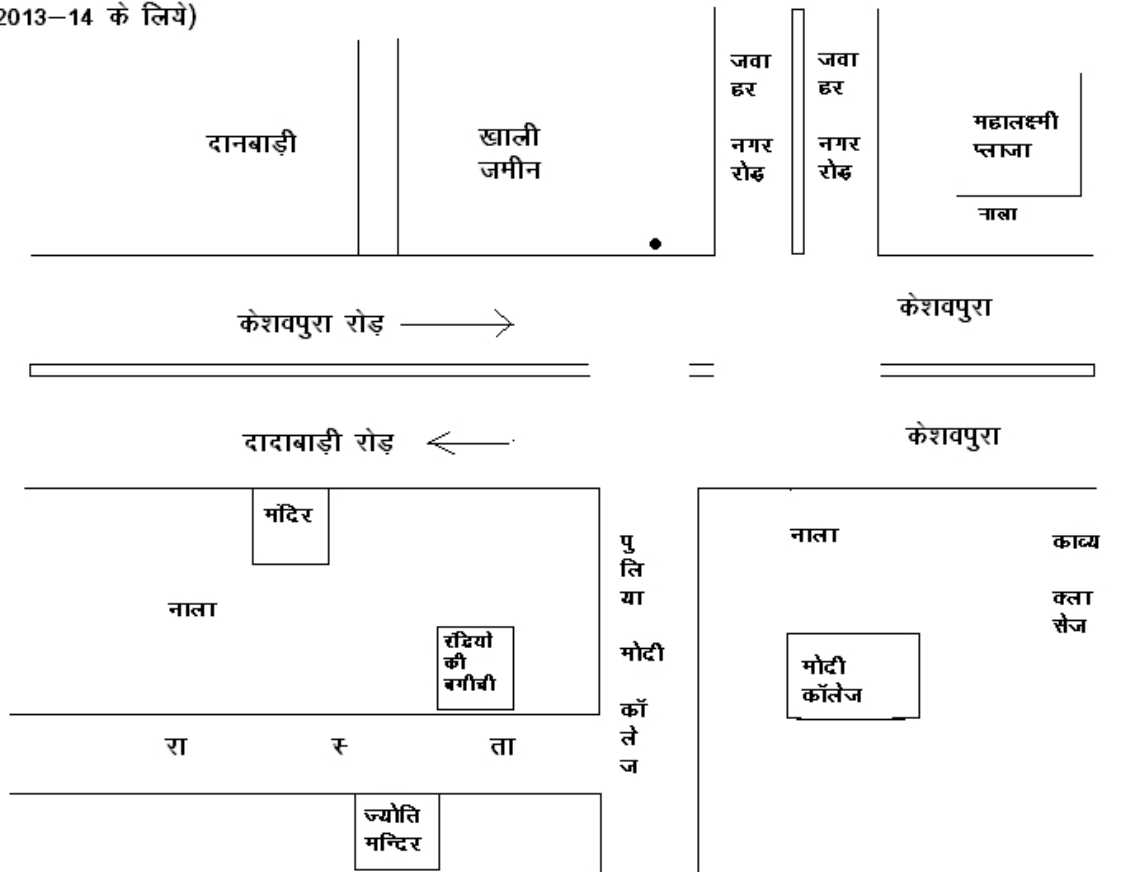 2013–14 के लिये)
जवा
हर
नगर
रोड़
जवा
हर
नगर
रोड़
दानबाड़ी
खाली
जमीन
महालक्ष्मी
प्लाजा
नाला
केशवपुरा रोड़
केशवपुरा
दादाबाड़ी रोड़
केशवपुरा
मंदिर
नाला
रंडियो
की
बगीची
पु
लि
या
मोदी
कॉ
ले
ज
नाला
काव्य
क्ला
सेज
मोदी
कॉलेज
रा स् ता
ज्योति
मन्दिर